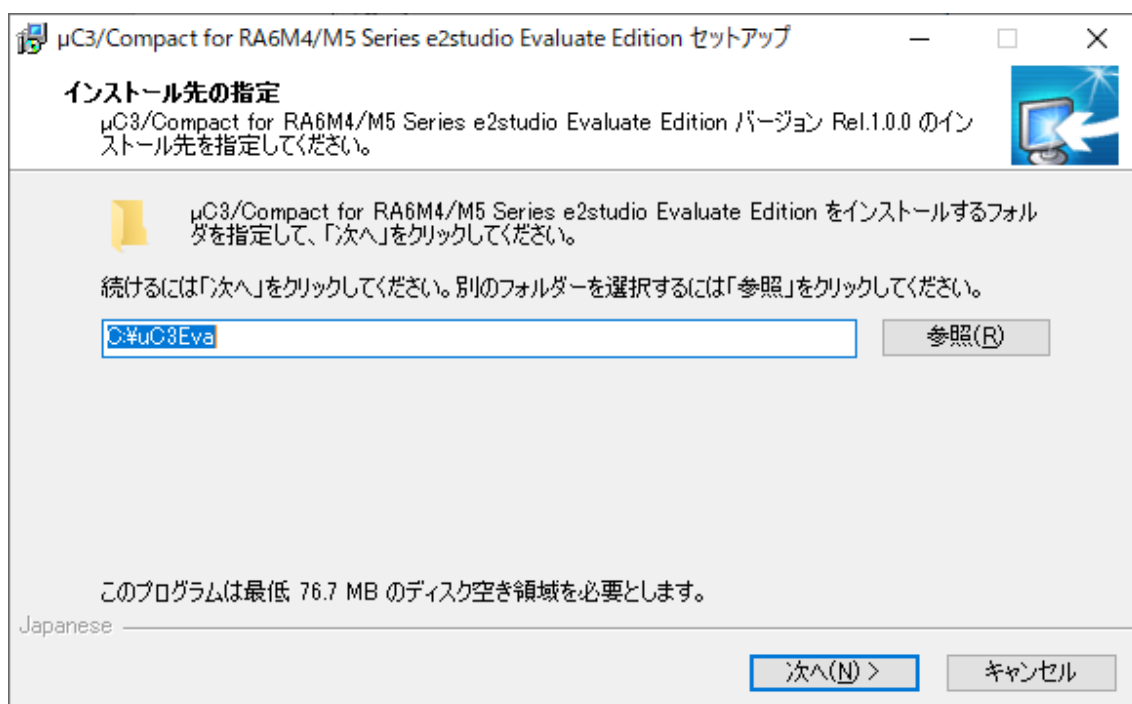 µC3/Compact for RA6M4/M5 Series e2studio Evaluate Edition セットアップ
インストール先の指定
µC3/Compact for RA6M4/M5 Series e2studio Evaluate Edition バージョン Rel.1.0.0 のイン
ストール先を指定してください。
µC3/Compact for RA6M4/M5 Series e2studio Evaluate Edition をインストールするフォル
ダを指定して、「次へ」をクリックしてください。
続けるには「次へ」をクリックしてください。別のフォルダーを選択するには「参照」をクリックしてください。
C:¥uC3Eva
参照(R)
このプログラムは最低 76.7 MB のディスク空き領域を必要とします。
Japanese
次へ(N) >
キャンセル